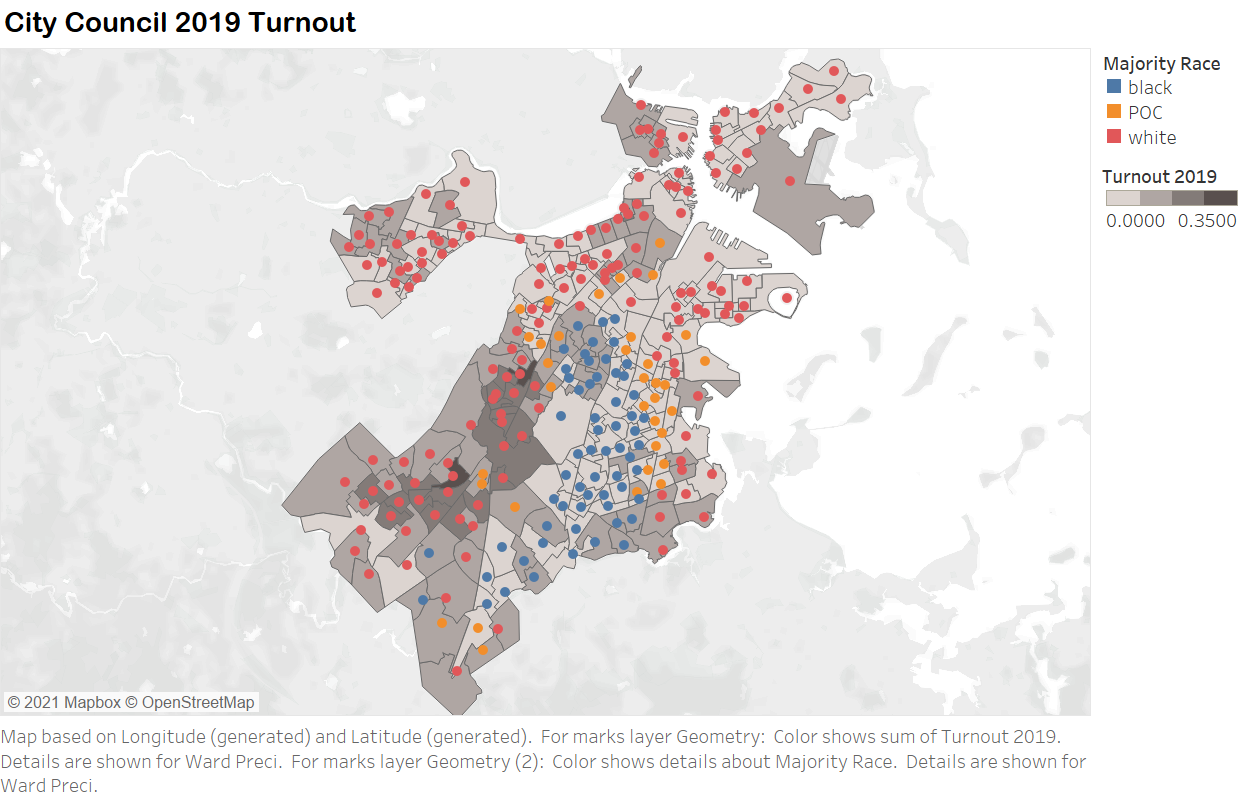 City Council 2019 Turnout
Majority Race
black
POC
white
Turnout 2019
0.0000 0.3500
© 2021 Mapbox © OpenStreetMap
Map based on Longitude (generated) and Latitude (generated). For marks layer Geometry: Color shows sum of Turnout 2019.
Details are shown for Ward Preci. For marks layer Geometry (2): Color shows details about Majority Race. Details are shown for
Ward Preci.